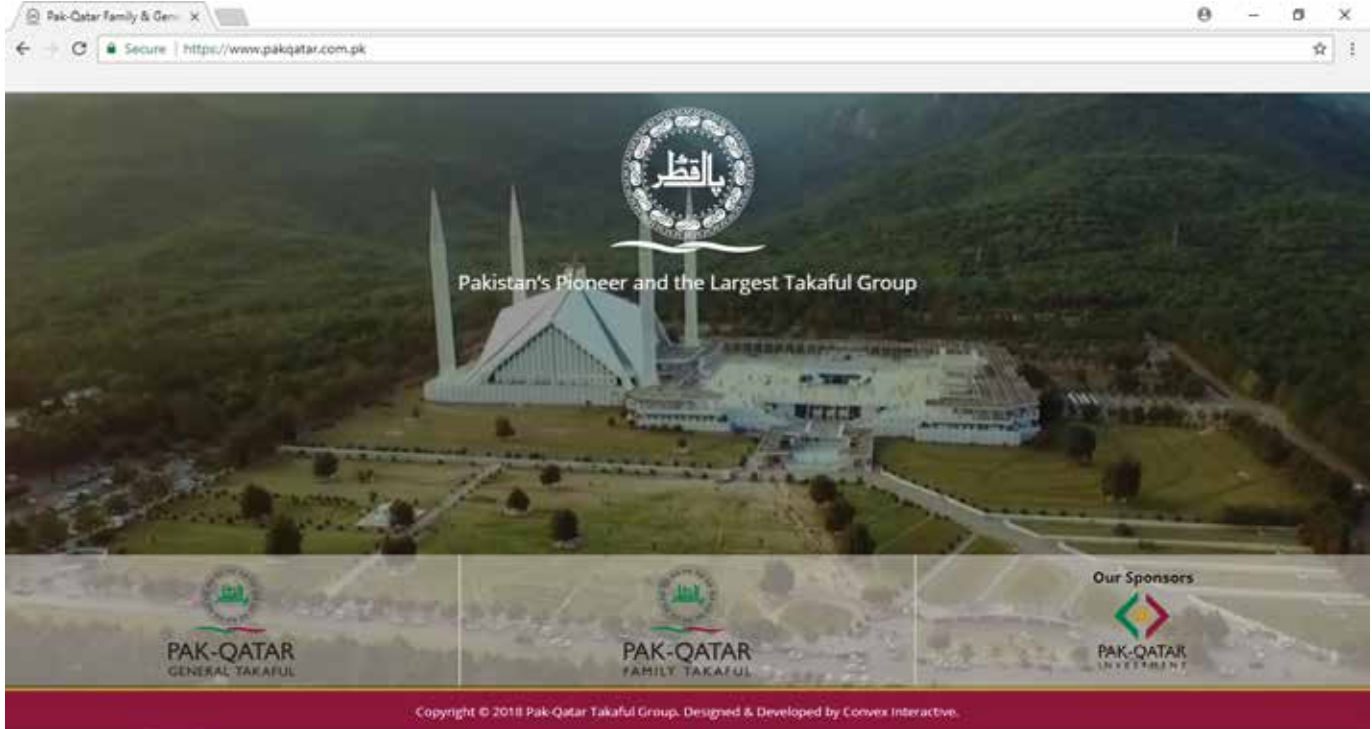 Pak-Qatar Family & Gen
Secure | https://www.pakqatar.com.pk
پاک قطر
Pakistan's Pioneer and the Largest Takaful Group
PAK-QATAR
GENERAL TAKAFUL
PAK-QATAR
FAMILY TAKAFUL
Our Sponsors
PAK-QATAR
INVESTMENT
Copyright © 2018 Pak-Qatar Takaful Group. Designed & Developed by Convex Interactive.